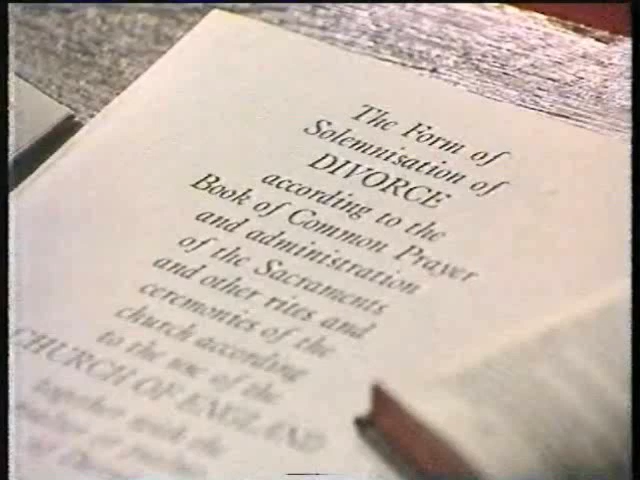 The Form of
Solemnisation of
DIVORCE
according to the
Book of Common Prayer
and administration
of the Sacraments
and other rites and
ceremonies of the
church according
to the use of the
CHURCH OF ENGLAND
together with the